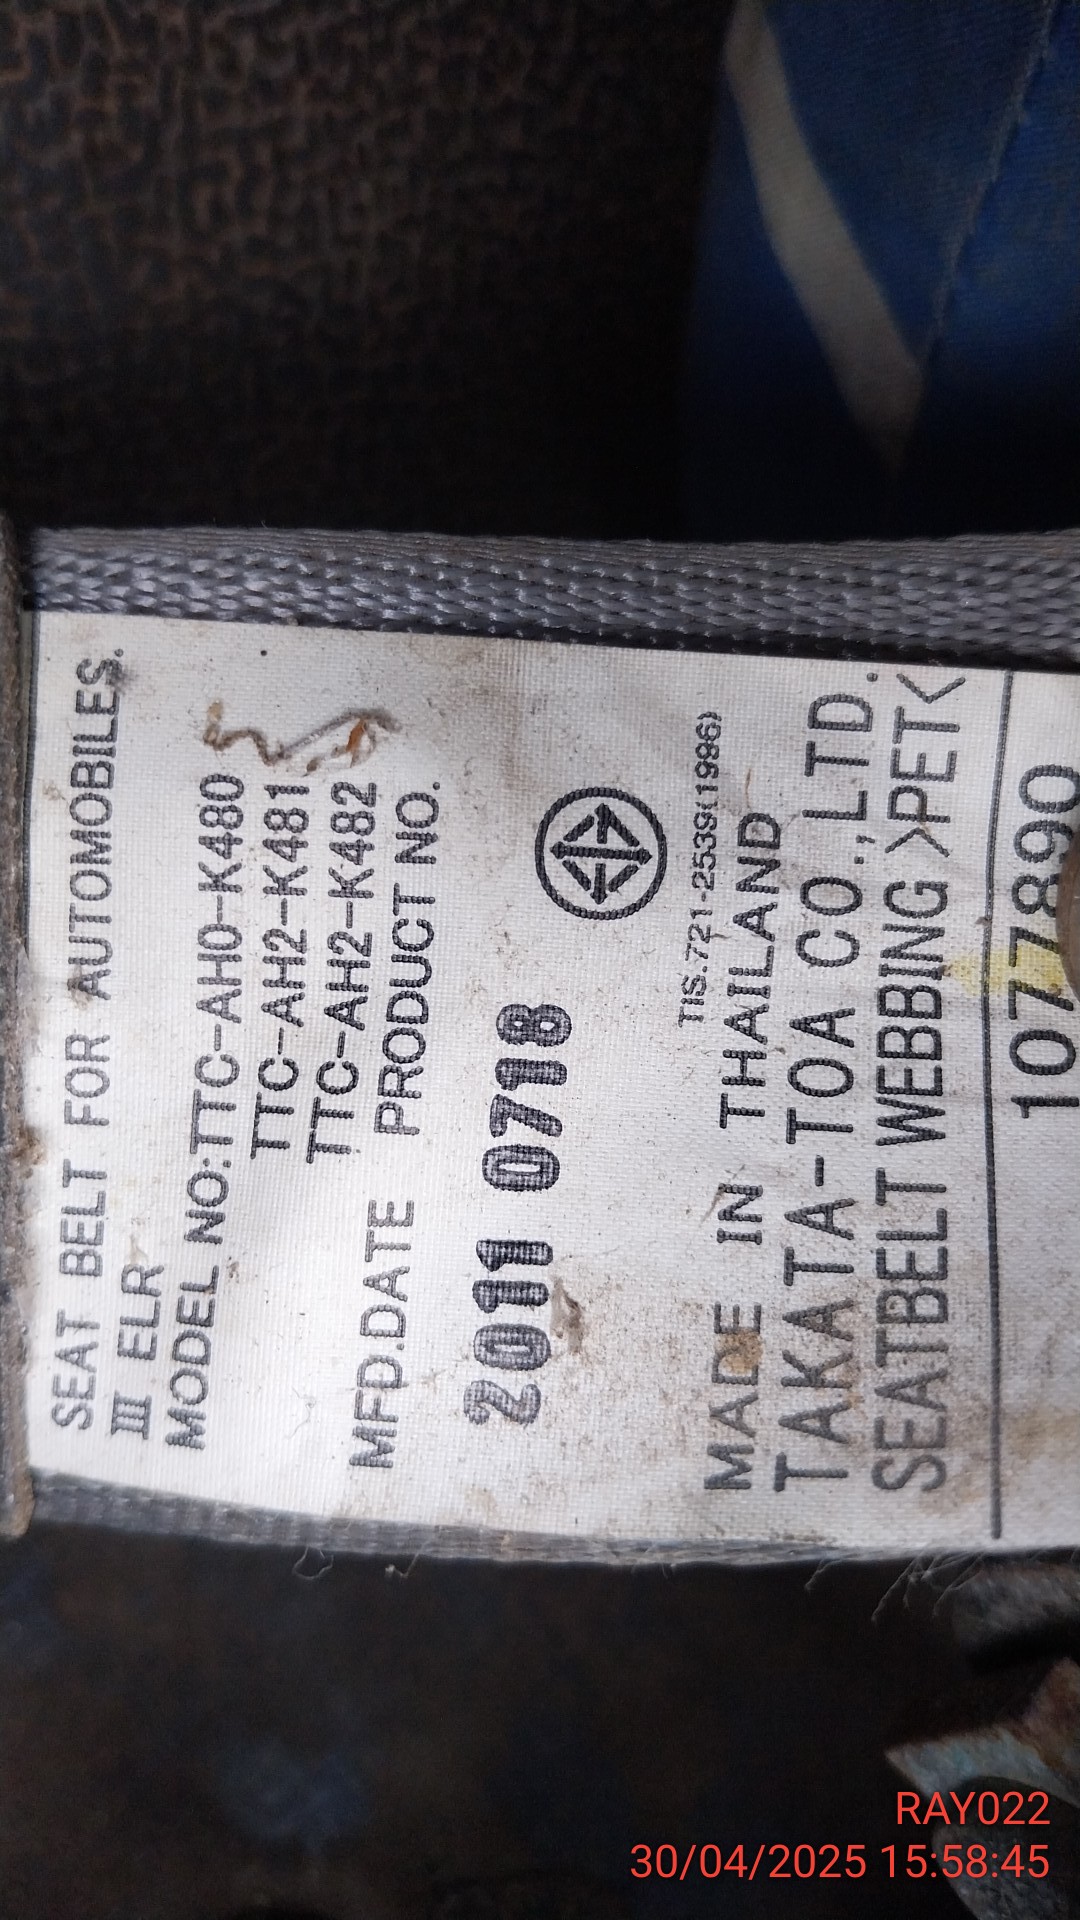 SEAT BELT FOR AUTOMOBILES.
III ELR
MODEL NO:TTC-AH0-K480
TTC-AH2-K481
TTC-AH2-K482
MFD.DATE PRODUCT NO.
2011 0718
TIS.721-2539(1996)
MADE IN THAILAND
TAKATA-TOA CO.,LTD.
SEATBELT WEBBING >PET<
1077890
RAY022
30/04/2025 15:58:45